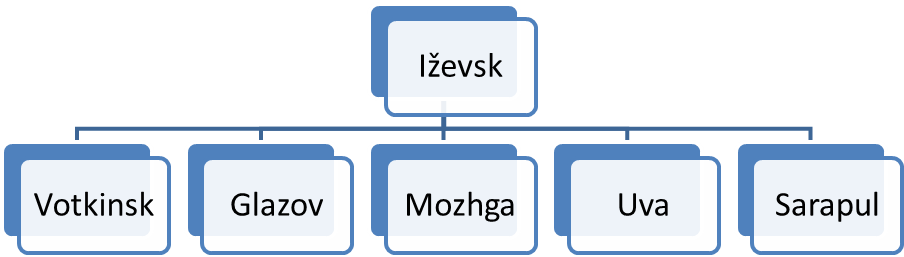 Iževsk
Votkinsk
Glazov
Mozhga
Uva
Sarapul